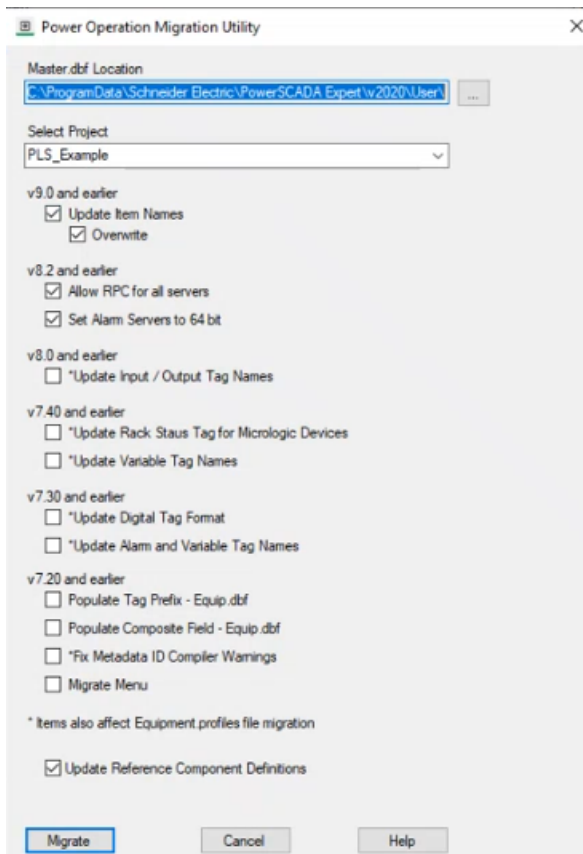 Power Operation Migration Utility
Master.dbf Location
C:\ProgramData\Schneider Electric\PowerSCADA Expert\v2020\User\
...
Select Project
PLS_Example
v9.0 and earlier
Update Item Names
Overwrite
v8.2 and earlier
Allow RPC for all servers
Set Alarm Servers to 64 bit
v8.0 and earlier
*Update Input / Output Tag Names
v7.40 and earlier
*Update Rack Staus Tag for Micrologic Devices
*Update Variable Tag Names
v7.30 and earlier
*Update Digital Tag Format
*Update Alarm and Variable Tag Names
v7.20 and earlier
Populate Tag Prefix - Equip.dbf
Populate Composite Field - Equip.dbf
*Fix Metadata ID Compiler Warnings
Migrate Menu
* Items also affect Equipment.profiles file migration
Update Reference Component Definitions
Migrate Cancel Help